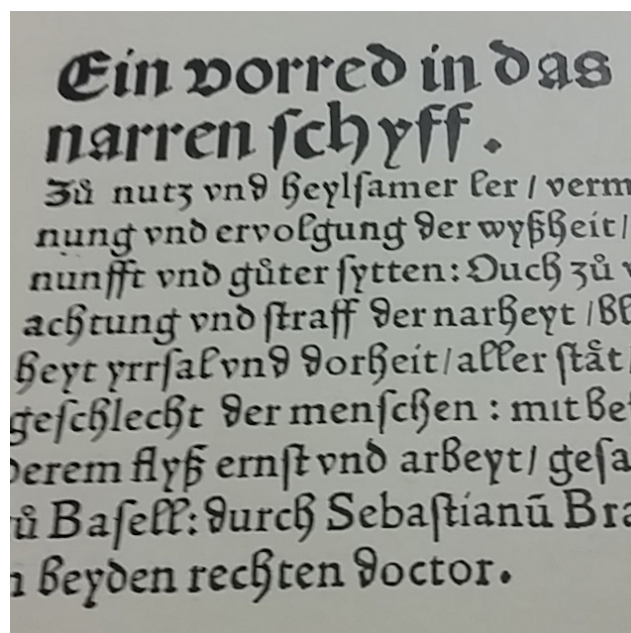 Ein vorred in das
narren schyff.
Zů nutz vnd heylsamer ler / verm
nung vnd ervolgung der wyßheit /
nunfft vnd gůter sytten: Ouch zů v
achtung vnd straff der narheyt / bl
heyt yrrsal vnd dorheit / aller ståt
geschlecht der menschen : mit be
derem flyß ernst vnd arbeyt / gesa
ů Basell: durch Sebastianū Bra
n beyden rechten doctor.